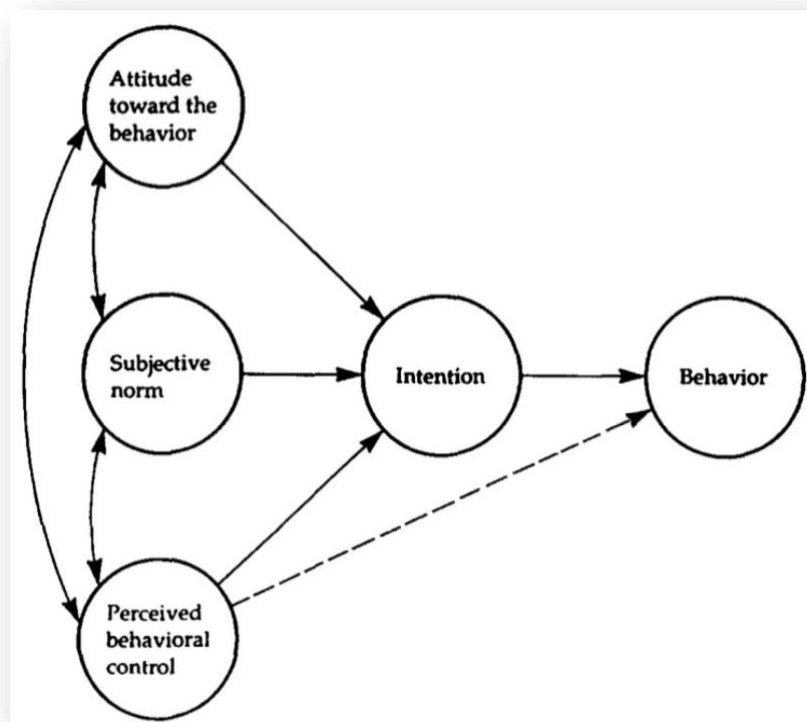 Attitude
toward the
behavior
Subjective
norm
Intention
Behavior
Perceived
behavioral
control